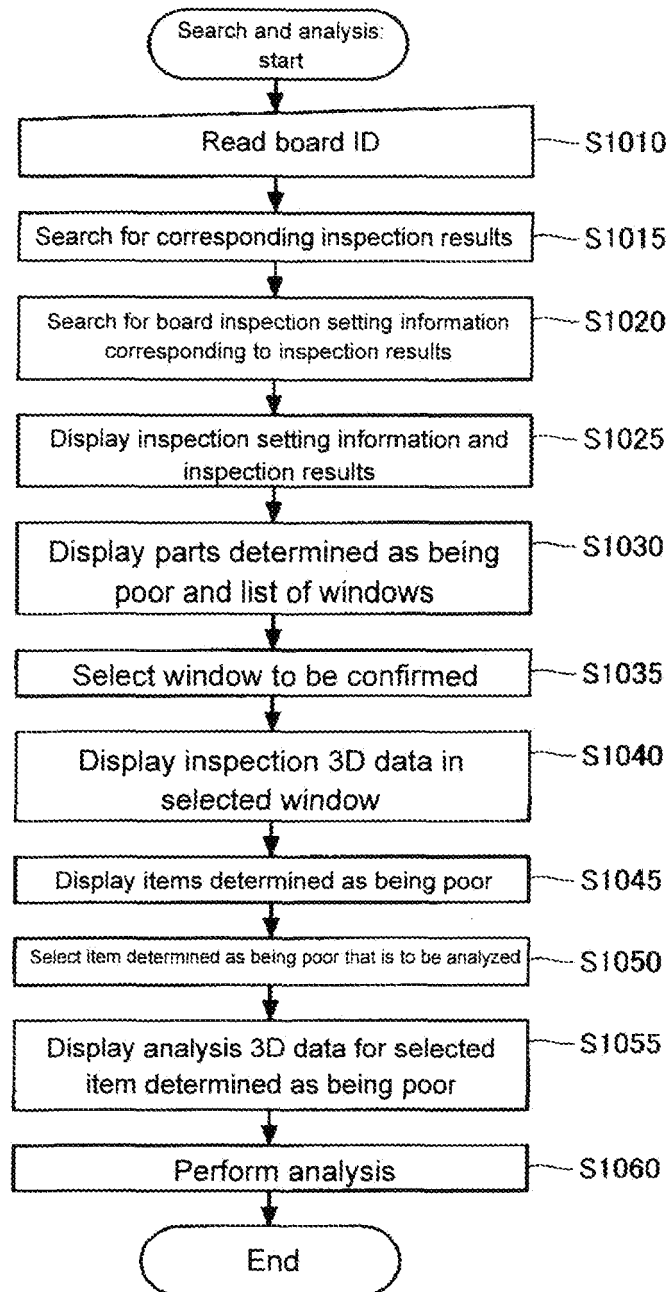 Search and analysis:
start
Read board ID
S1010
Search for corresponding inspection results
S1015
Search for board inspection setting information
corresponding to inspection results
S1020
Display inspection setting information and
inspection results
S1025
Display parts determined as being
poor and list of windows
S1030
Select window to be confirmed
S1035
Display inspection 3D data in
selected window
S1040
Display items determined as being poor
S1045
Select item determined as being poor that is to be analyzed
S1050
Display analysis 3D data for selected
item determined as being poor
S1055
Perform analysis
S1060
End